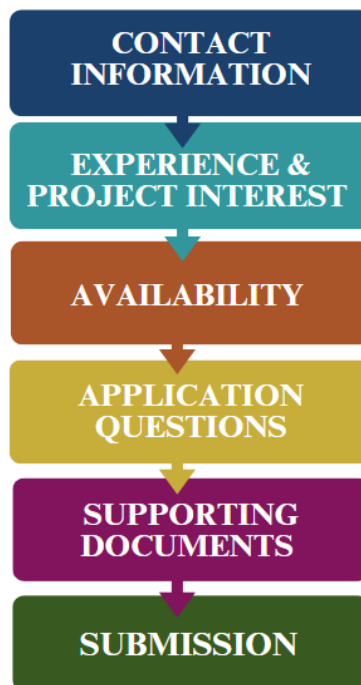 CONTACT
INFORMATION
EXPERIENCE &
PROJECT INTEREST
AVAILABILITY
APPLICATION
QUESTIONS
SUPPORTING
DOCUMENTS
SUBMISSION